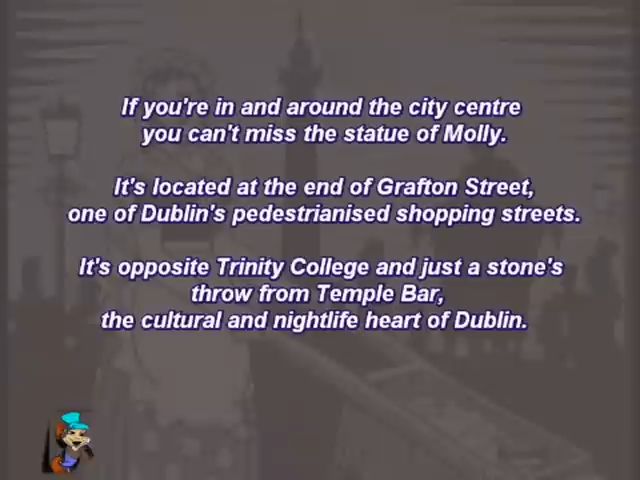 If you're in and around the city centre
you can't miss the statue of Molly.
It's located at the end of Grafton Street,
one of Dublin's pedestrianised shopping streets.
It's opposite Trinity College and just a stone's
throw from Temple Bar,
the cultural and nightlife heart of Dublin.